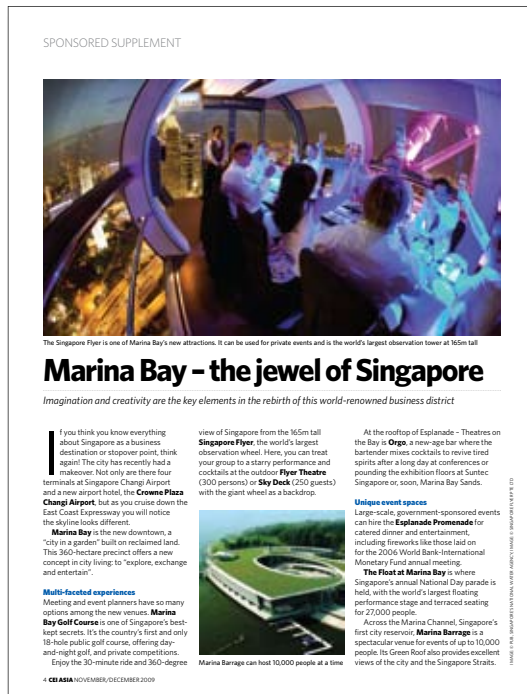 SPONSORED SUPPLEMENT
The Singapore Flyer is one of Marina Bay's new attractions. It can be used for private events and is the world's largest observation tower at 165m tall
Marina Bay – the jewel of Singapore
Imagination and creativity are the key elements in the rebirth of this world-renowned business district
If you think you know everything
about Singapore as a business
destination or stopover point, think
again! The city has recently had a
makeover. Not only are there four
terminals at Singapore Changi Airport
and a new airport hotel, the Crowne Plaza
Changi Airport, but as you cruise down the
East Coast Expressway you will notice
the skyline looks different.
Marina Bay is the new downtown, a
"city in a garden" built on reclaimed land.
This 360-hectare precinct offers a new
concept in city living: to "explore, exchange
and entertain".
Multi-faceted experiences
Meeting and event planners have so many
options among the new venues. Marina
Bay Golf Course is one of Singapore's best-
kept secrets. It's the country's first and only
18-hole public golf course, offering day-
and-night golf, and private competitions.
Enjoy the 30-minute ride and 360-degree
view of Singapore from the 165m tall
Singapore Flyer, the world's largest
observation wheel. Here, you can treat
your group to a starry performance and
cocktails at the outdoor Flyer Theatre
(300 persons) or Sky Deck (250 guests)
with the giant wheel as a backdrop.
Marina Barrage can host 10,000 people at a time
At the rooftop of Esplanade – Theatres on
the Bay is Orgo, a new-age bar where the
bartender mixes cocktails to revive tired
spirits after a long day at conferences or
pounding the exhibition floors at Suntec
Singapore or, soon, Marina Bay Sands.
Unique event spaces
Large-scale, government-sponsored events
can hire the Esplanade Promenade for
catered dinner and entertainment,
including fireworks like those laid on
for the 2006 World Bank-International
Monetary Fund annual meeting.
The Float at Marina Bay is where
Singapore's annual National Day parade is
held, with the world's largest floating
performance stage and terraced seating
for 27,000 people.
Across the Marina Channel, Singapore's
first city reservoir, Marina Barrage is a
spectacular venue for events of up to 10,000
people. Its Green Roof also provides excellent
views of the city and the Singapore Straits.
4 CEI ASIA NOVEMBER/DECEMBER 2009